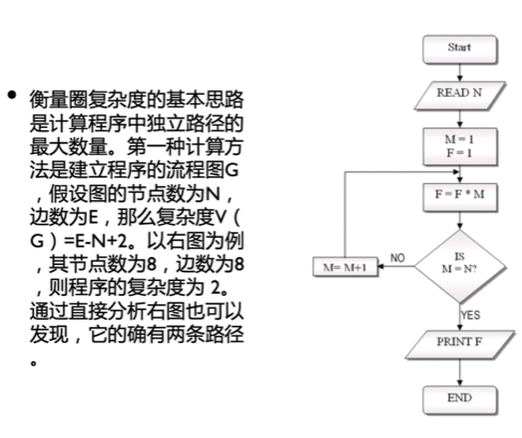 • 衡量圈复杂度的基本思路
是计算程序中独立路径的
最大数量。第一种计算方
法是建立程序的流程图G
，假设图的节点数为N，
边数为E，那么复杂度V（
G）=E-N+2。以右图为例
，其节点数为8，边数为8
，则程序的复杂度为 2。
通过直接分析右图也可以
发现，它的确有两条路径
。
Start
READ N
M = 1
F = 1
F = F * M
IS
M = N?
NO
M= M+1
YES
PRINT F
END